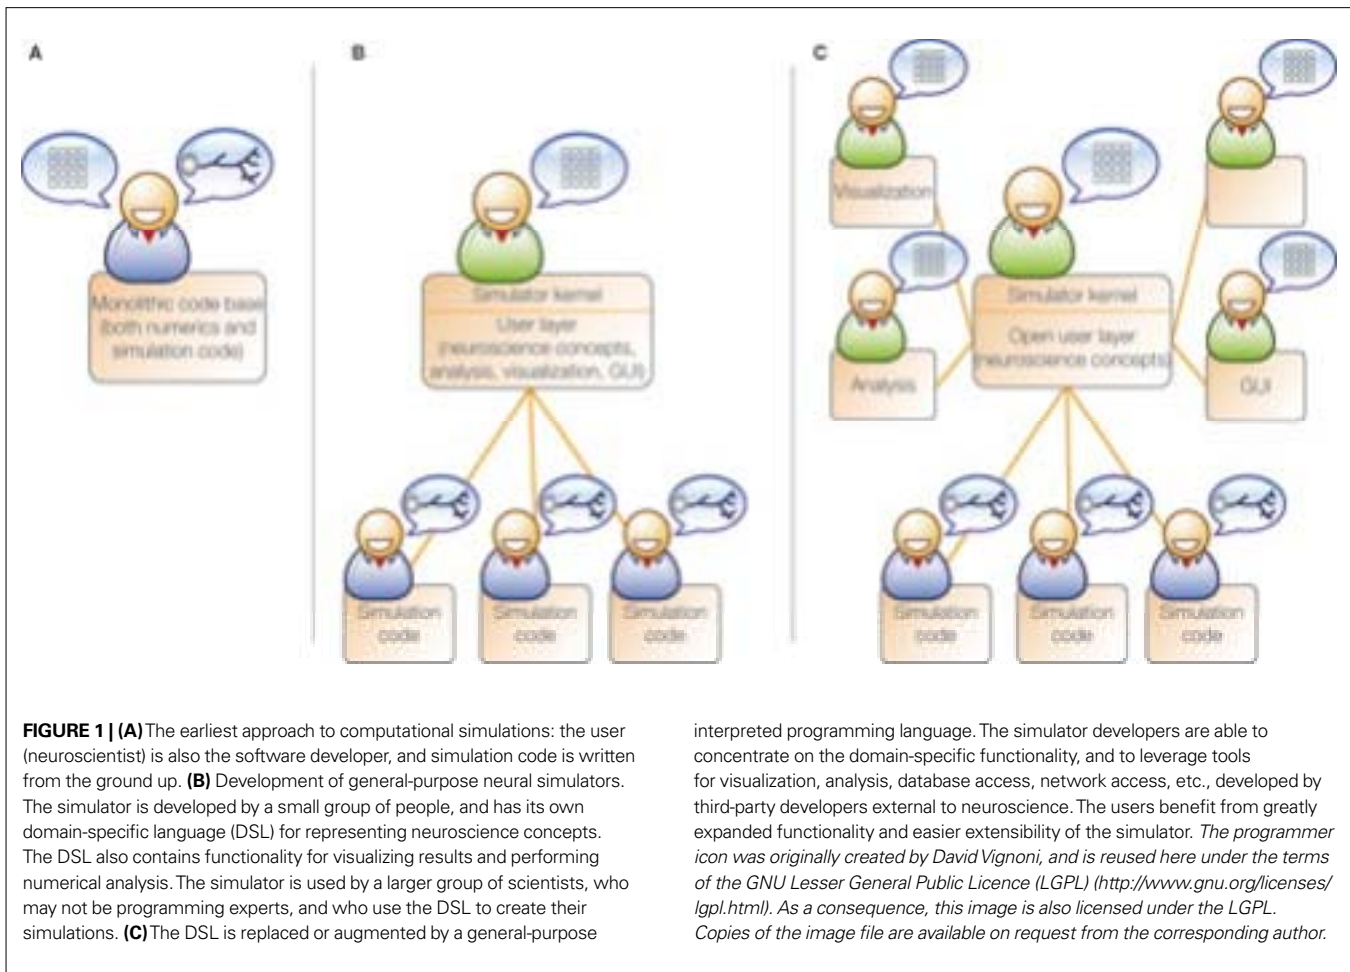 A
B
C
Visualization
Monolithic code base
(both numerics and
simulation code)
Simulator kernel
User layer
(neuroscience concepts,
analysis, visualization, GUI)
Simulator kernel
Open user layer
(neuroscience concepts)
Analysis
GUI
Simulation
code
Simulation
code
Simulation
code
Simulation
code
Simulation
code
Simulation
code
FIGURE 1 | (A) The earliest approach to computational simulations: the user
(neuroscientist) is also the software developer, and simulation code is written
from the ground up. (B) Development of general-purpose neural simulators.
The simulator is developed by a small group of people, and has its own
domain-specific language (DSL) for representing neuroscience concepts.
The DSL also contains functionality for visualizing results and performing
numerical analysis. The simulator is used by a larger group of scientists, who
may not be programming experts, and who use the DSL to create their
simulations. (C) The DSL is replaced or augmented by a general-purpose
interpreted programming language. The simulator developers are able to
concentrate on the domain-specific functionality, and to leverage tools
for visualization, analysis, database access, network access, etc., developed by
third-party developers external to neuroscience. The users benefit from greatly
expanded functionality and easier extensibility of the simulator. The programmer
icon was originally created by David Vignoni, and is reused here under the terms
of the GNU Lesser General Public Licence (LGPL) (http://www.gnu.org/licenses/
lgpl.html). As a consequence, this image is also licensed under the LGPL.
Copies of the image file are available on request from the corresponding author.